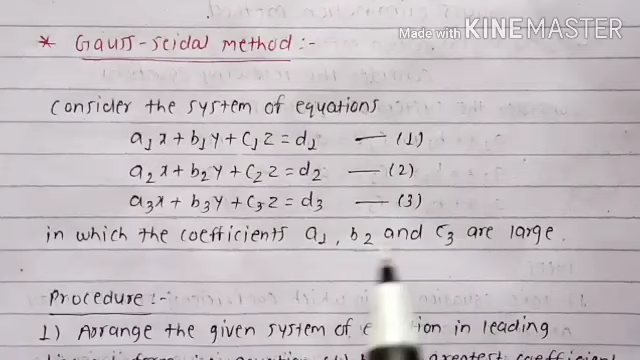 Made with KINEMASTER
* Gauss-seidal method:-
Consider the system of equations
a₁x + b₁y + c₁z = d₁ — (1)
a₂x + b₂y + c₂z = d₂ — (2)
a₃x + b₃y + c₃z = d₃ — (3)
in which the coefficients a₁, b₂ and c₃ are large.
Procedure:-
1) Arrange the given system of in leading
form greatest coefficient